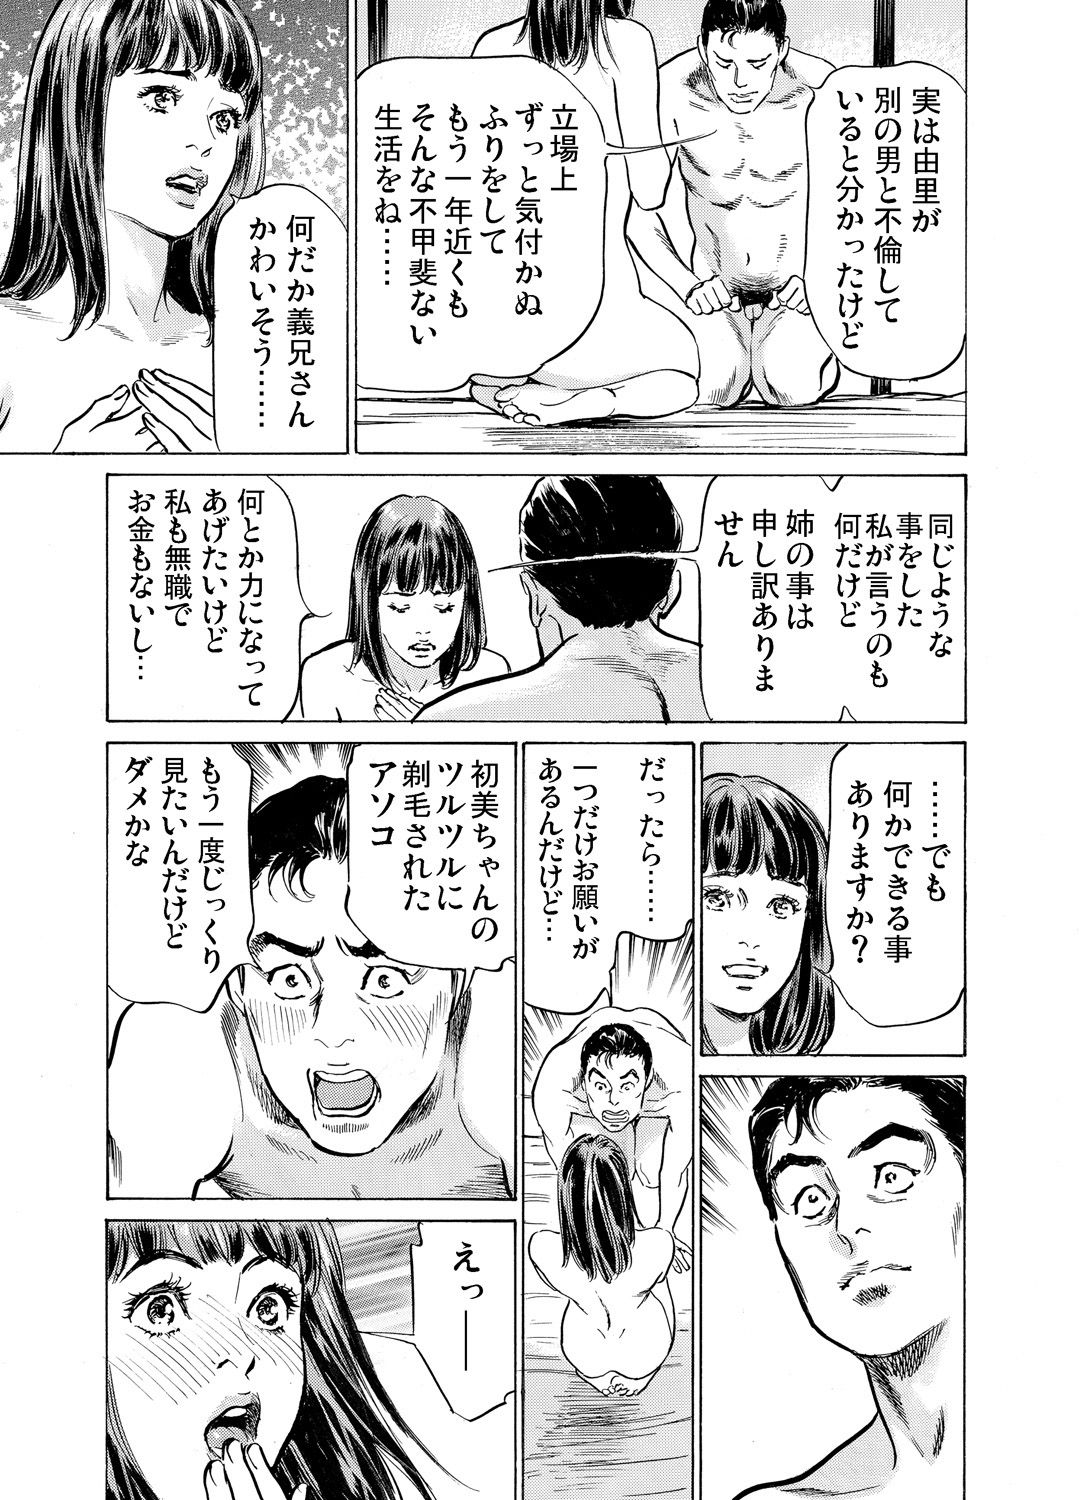 実は由里が
別の男と不倫して
いると分かったけど
立場上
ずっと気付かぬ
ふりをして
もう一年近くも
そんな不甲斐ない
生活をね……
何だか義兄さん
かわいそう……
同じような
事をした
私が言うのも
何だけど
姉の事は
申し訳ありま
せん
何とか力になって
あげたいけど
私も無職で
お金もないし…
……でも
何かできる事
ありますか?
だったら……
一つだけお願いが
あるんだけど…
初美ちゃんの
ツルツルに
剃毛された
アソコ
もう一度じっくり
見たいんだけど
ダメかな
えっ──